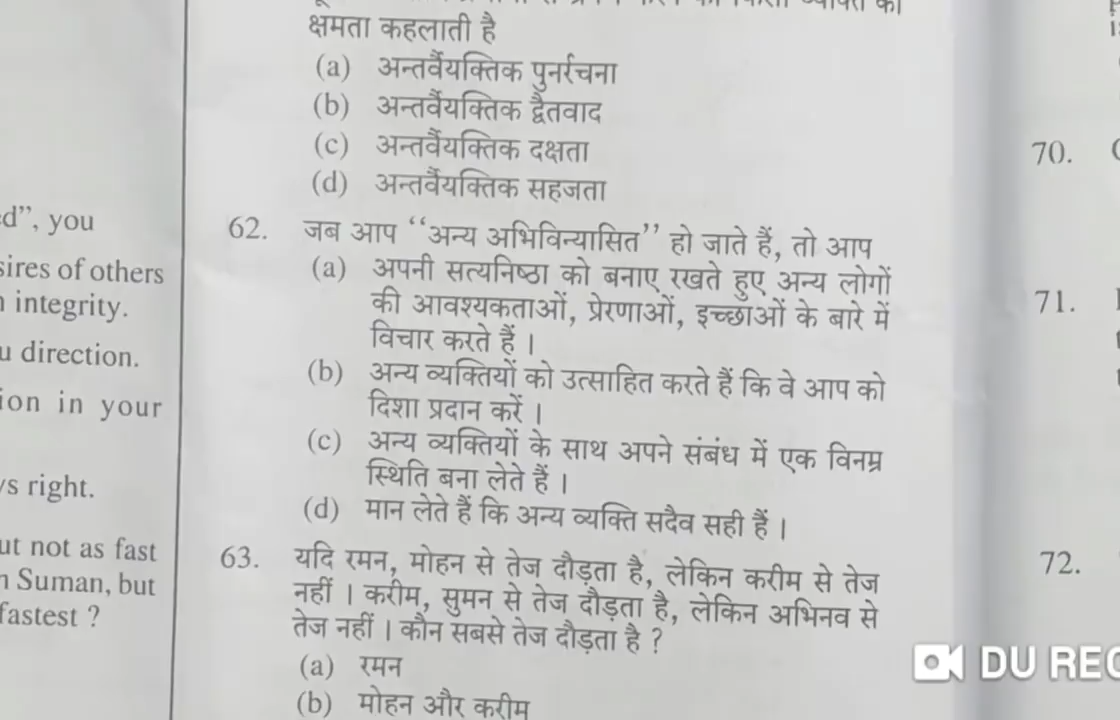 d”, you
sires of others
integrity.
u direction.
ion in your
s right.
ut not as fast
Suman, but
fastest ?
क्षमता कहलाती है
(a) अन्तर्वैयक्तिक पुनर्रचना
(b) अन्तर्वैयक्तिक द्वैतवाद
(c) अन्तर्वैयक्तिक दक्षता
(d) अन्तर्वैयक्तिक सहजता
62. जब आप “अन्य अभिविन्यासित” हो जाते हैं, तो आप
(a) अपनी सत्यनिष्ठा को बनाए रखते हुए अन्य लोगों
की आवश्यकताओं, प्रेरणाओं, इच्छाओं के बारे में
विचार करते हैं ।
(b) अन्य व्यक्तियों को उत्साहित करते हैं कि वे आप को
दिशा प्रदान करें ।
(c) अन्य व्यक्तियों के साथ अपने संबंध में एक विनम्र
स्थिति बना लेते हैं ।
(d) मान लेते हैं कि अन्य व्यक्ति सदैव सही हैं ।
63. यदि रमन, मोहन से तेज दौड़ता है, लेकिन करीम से तेज
नहीं । करीम, सुमन से तेज दौड़ता है, लेकिन अभिनव से
तेज नहीं । कौन सबसे तेज दौड़ता है ?
(a) रमन
(b) मोहन और करीम
70.
71.
72.
DU REC